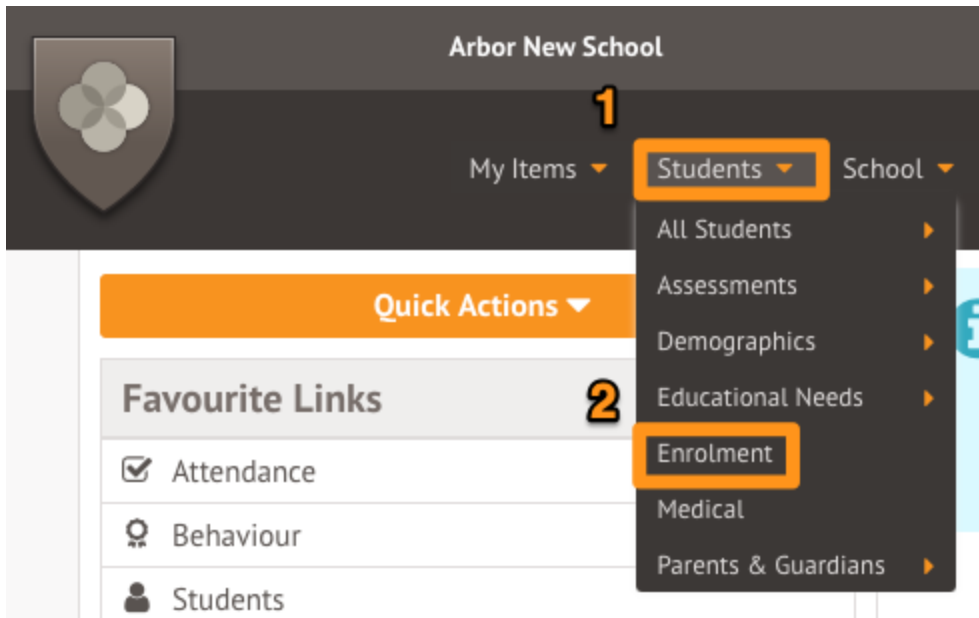 Arbor New School
1
My Items Students School
All Students
Quick Actions
Assessments
Demographics
Favourite Links
2
Educational Needs
Enrolment
Attendance
Medical
Behaviour
Parents & Guardians
Students